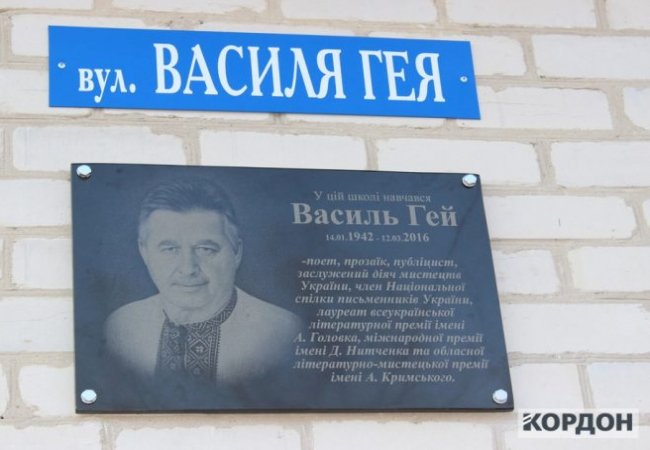 вул. ВАСИЛЯ ГЕЯ
У цій школі навчався
Василь Гей
14.01.1942 - 12.03.2016
-поет, прозаїк, публіцист,
заслужений діяч мистецтв
України, член Національної
спілки письменників України,
лауреат всеукраїнської
літературної премії імені
А. Головка, міжнародної премії
імені Д. Нитченка та обласної
літературно-мистецької премії
імені А. Кримського.
КОРДОН